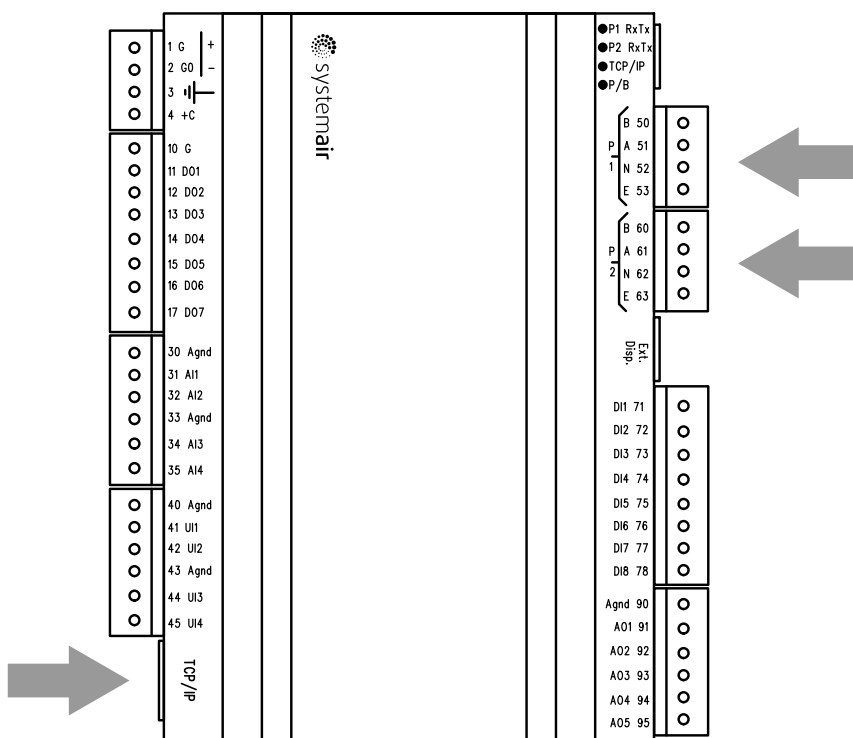 1 G +
2 G0 -
3
4 +C
10 G
11 DO1
12 DO2
13 DO3
14 DO4
15 DO5
16 DO6
17 DO7
30 Agnd
31 AI1
32 AI2
33 Agnd
34 AI3
35 AI4
40 Agnd
41 UI1
42 UI2
43 Agnd
44 UI3
45 UI4
TCP/IP
systemair
P1 RxTx
P2 RxTx
TCP/IP
P/B
P1
B 50
A 51
N 52
E 53
P2
B 60
A 61
N 62
E 63
Ext.
Disp.
DI1 71
DI2 72
DI3 73
DI4 74
DI5 75
DI6 76
DI7 77
DI8 78
Agnd 90
AO1 91
AO2 92
AO3 93
AO4 94
AO5 95